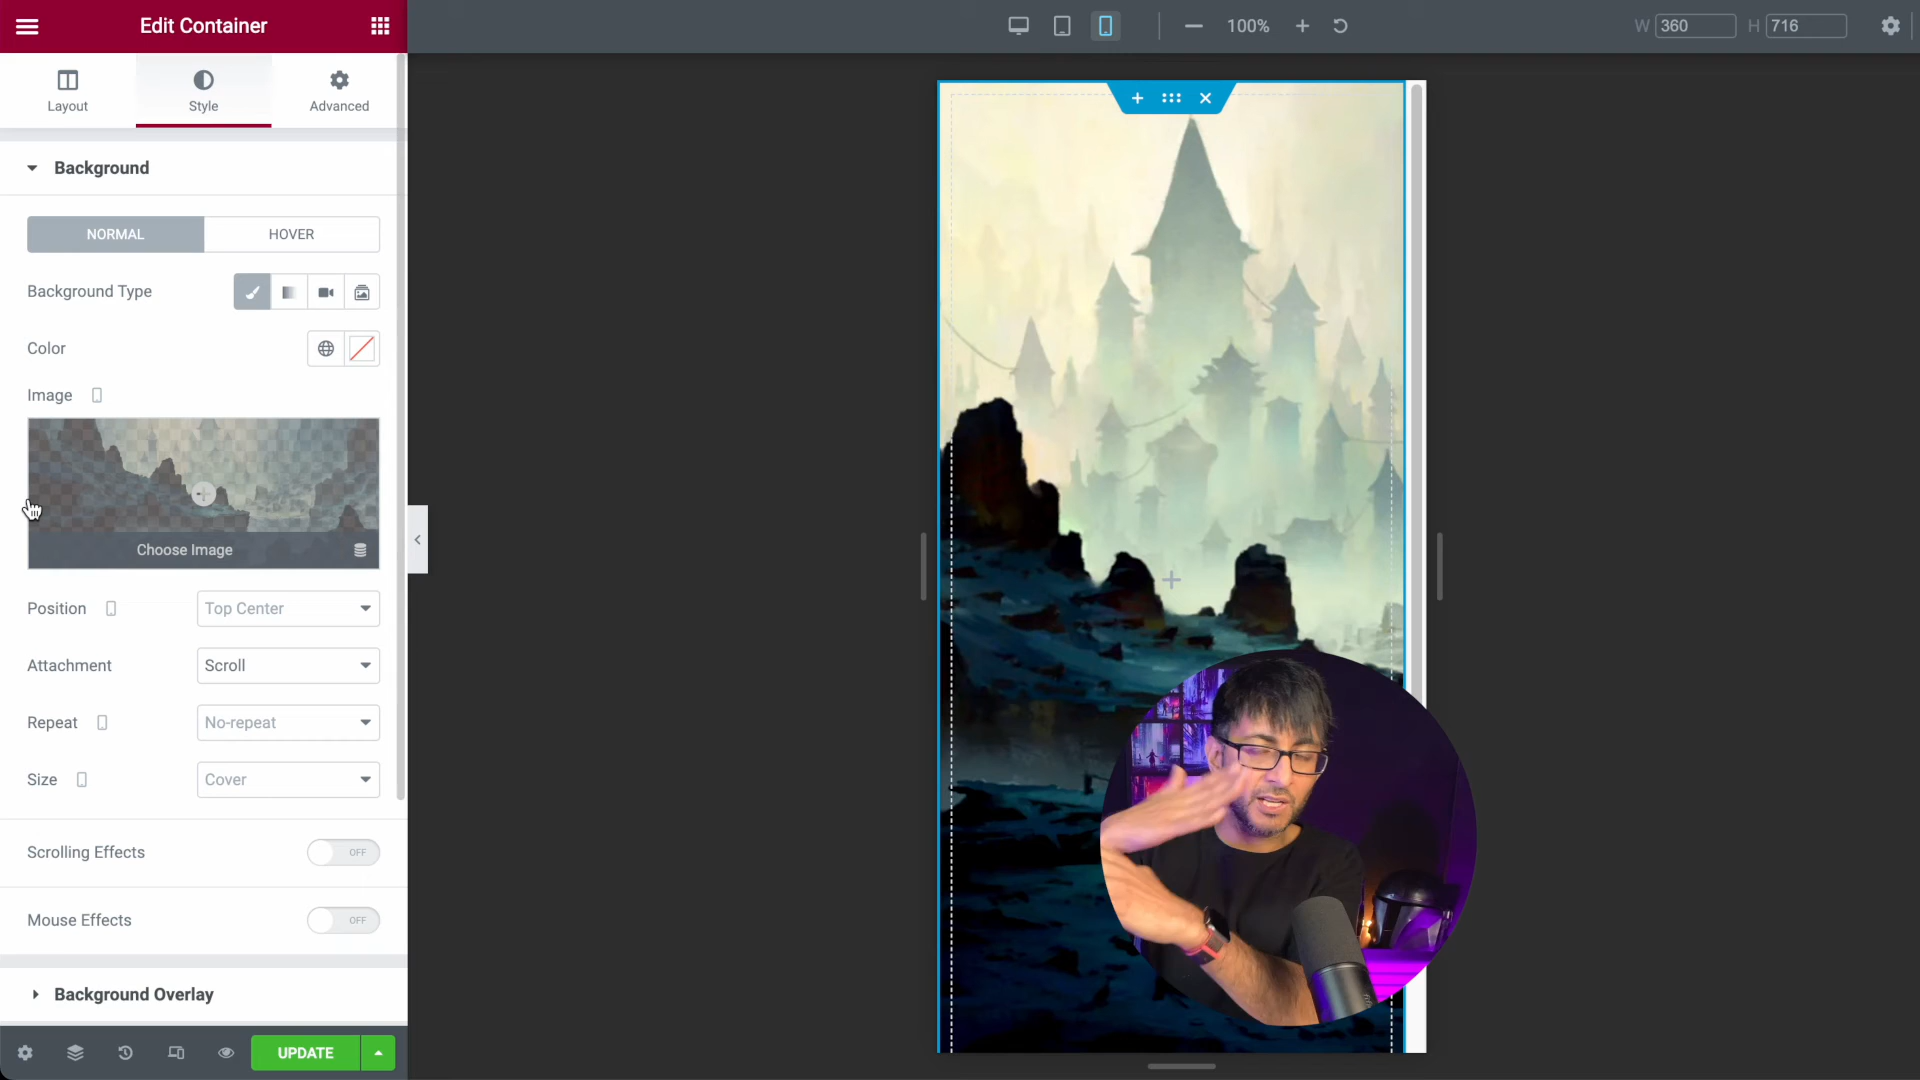 Edit Container
100%
W 360 H 716
Layout
Style
Advanced
Background
NORMAL
HOVER
Background Type
Color
Image
Choose Image
Position
Top Center
Attachment
Scroll
Repeat
No-repeat
Size
Cover
Scrolling Effects
OFF
Mouse Effects
OFF
Background Overlay
UPDATE